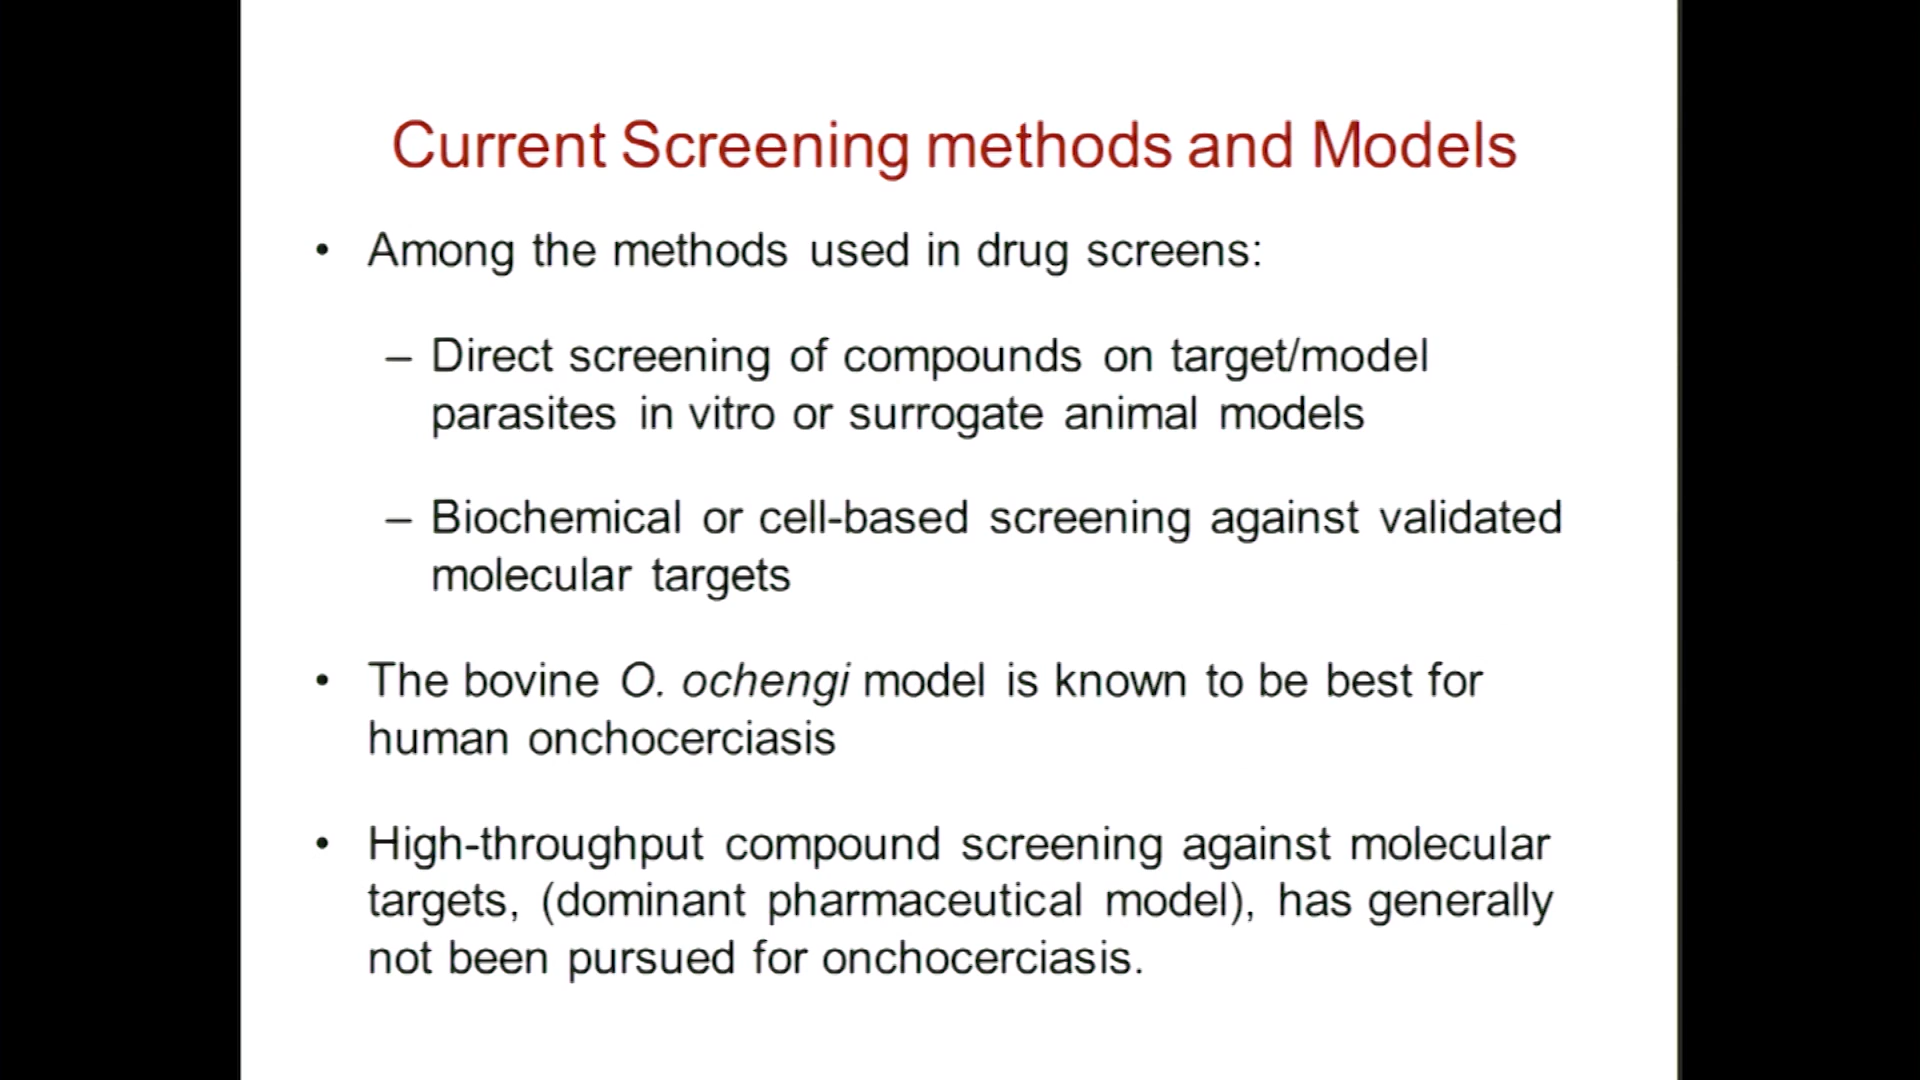 Current Screening methods and Models
• Among the methods used in drug screens:
– Direct screening of compounds on target/model
parasites in vitro or surrogate animal models
– Biochemical or cell-based screening against validated
molecular targets
• The bovine O. ochengi model is known to be best for
human onchocerciasis
• High-throughput compound screening against molecular
targets, (dominant pharmaceutical model), has generally
not been pursued for onchocerciasis.